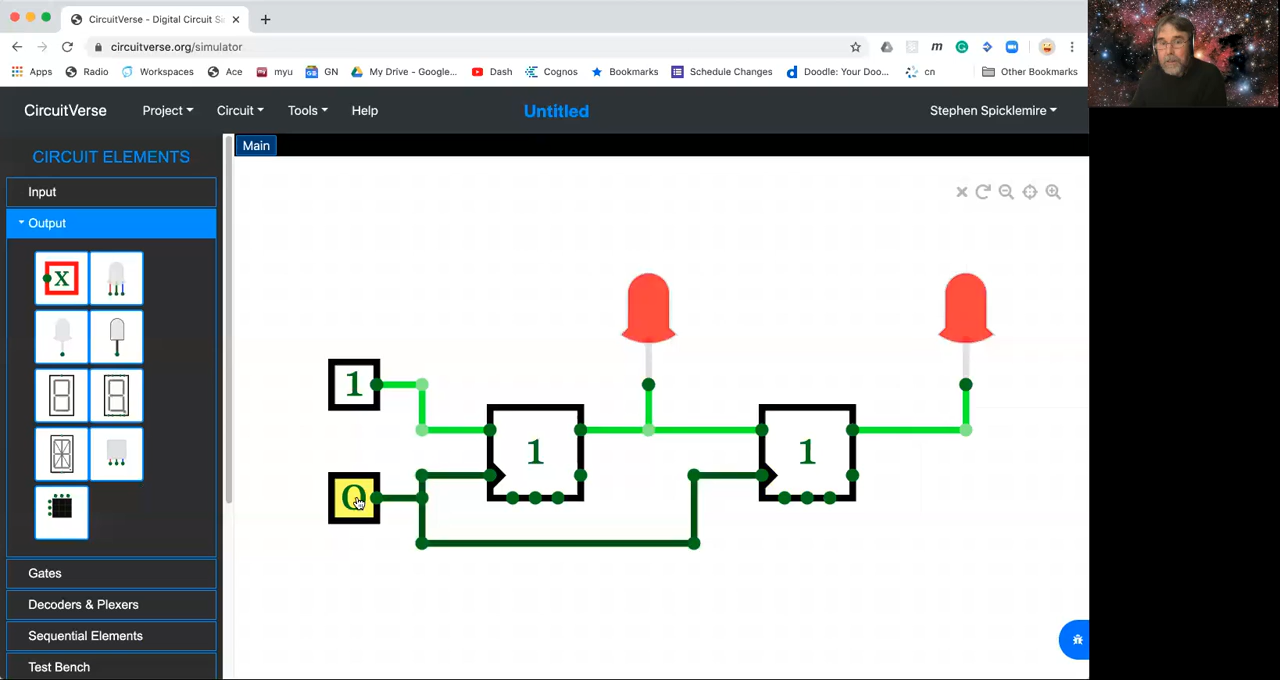 CircuitVerse - Digital Circuit S
circuitverse.org/simulator
Apps Radio Workspaces Ace myu GN My Drive - Google... Dash Cognos Bookmarks Schedule Changes Doodle: Your Doo... cn Other Bookmarks
CircuitVerse Project Circuit Tools Help Untitled Stephen Spicklemire
Main
CIRCUIT ELEMENTS
Input
Output
X
1
0
1
1
Gates
Decoders & Plexers
Sequential Elements
Test Bench